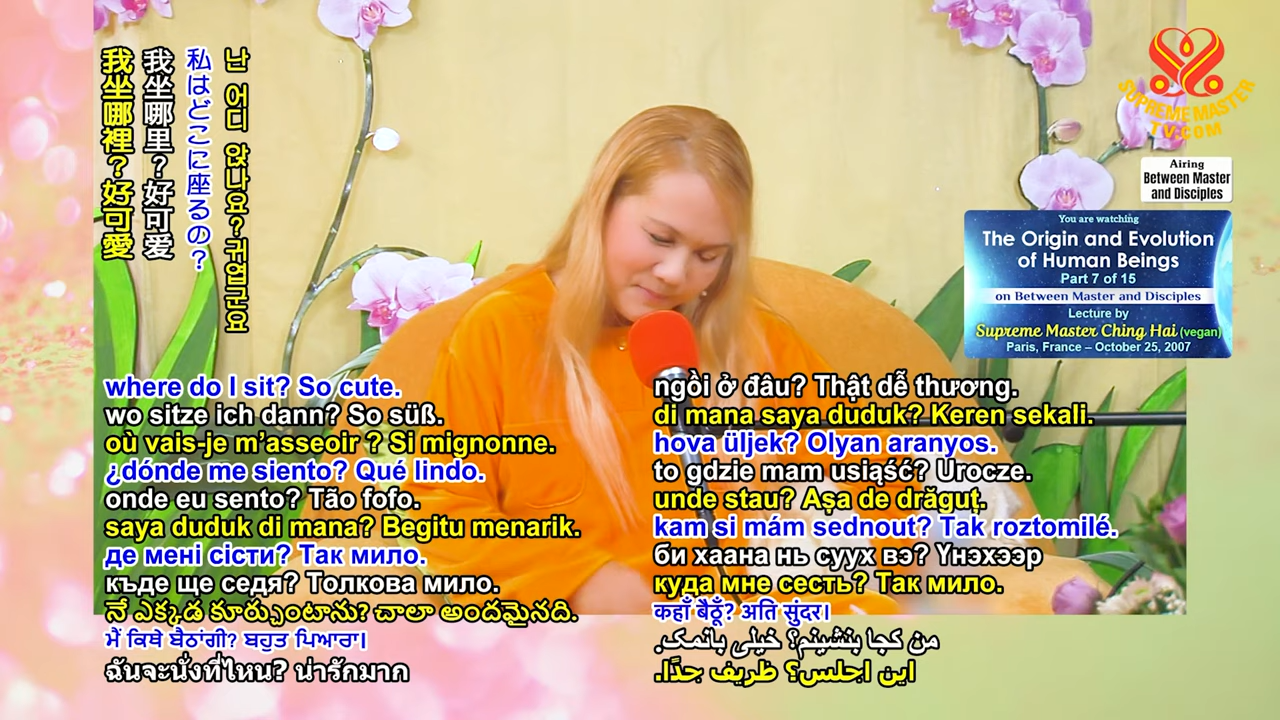 我坐哪裡？好可愛
我坐哪里？好可爱
私はどこに座るの？
난 어디 앉나요? 귀엽군요
SUPREME MASTER
TV.COM
Airing
Between Master
and Disciples
You are watching
The Origin and Evolution
of Human Beings
Part 7 of 15
on Between Master and Disciples
Lecture by
Supreme Master Ching Hai (vegan)
Paris, France – October 25, 2007
where do I sit? So cute.
wo sitze ich dann? So süß.
où vais-je m’asseoir ? Si mignonne.
¿dónde me siento? Qué lindo.
onde eu sento? Tão fofo.
saya duduk di mana? Begitu menarik.
де мені сісти? Так мило.
къде ще седя? Толкова мило.
నే ఎక్కడ కూర్చుంటాను? చాలా అందమైనది.
ਮੈਂ ਕਿਥੇ ਬੈਠਾਂਗੀ? ਬਹੁਤ ਪਿਆਰਾ।
ฉันจะนั่งที่ไหน? น่ารักมาก
ngồi ở đâu? Thật dễ thương.
di mana saya duduk? Keren sekali.
hova üljek? Olyan aranyos.
to gdzie mam usiąść? Urocze.
unde stau? Așa de drăguț.
kam si mám sednout? Tak roztomilé.
би хаана нь суух вэ? Үнэхээр
куда мне сесть? Так мило.
कहाँ बैठूँ? अति सुंदर।
من کجا بنشینم؟ خیلی بانمک.
اين اجلس؟ ظريف جدًا.